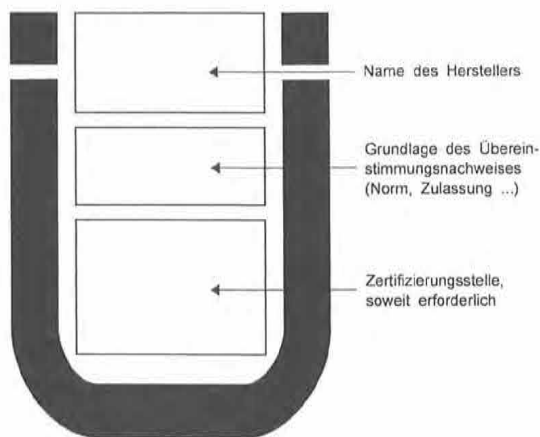 Name des Herstellers
Grundlage des Überein-
stimmungsnachweises
(Norm, Zulassung ...)
Zertifizierungsstelle,
soweit erforderlich